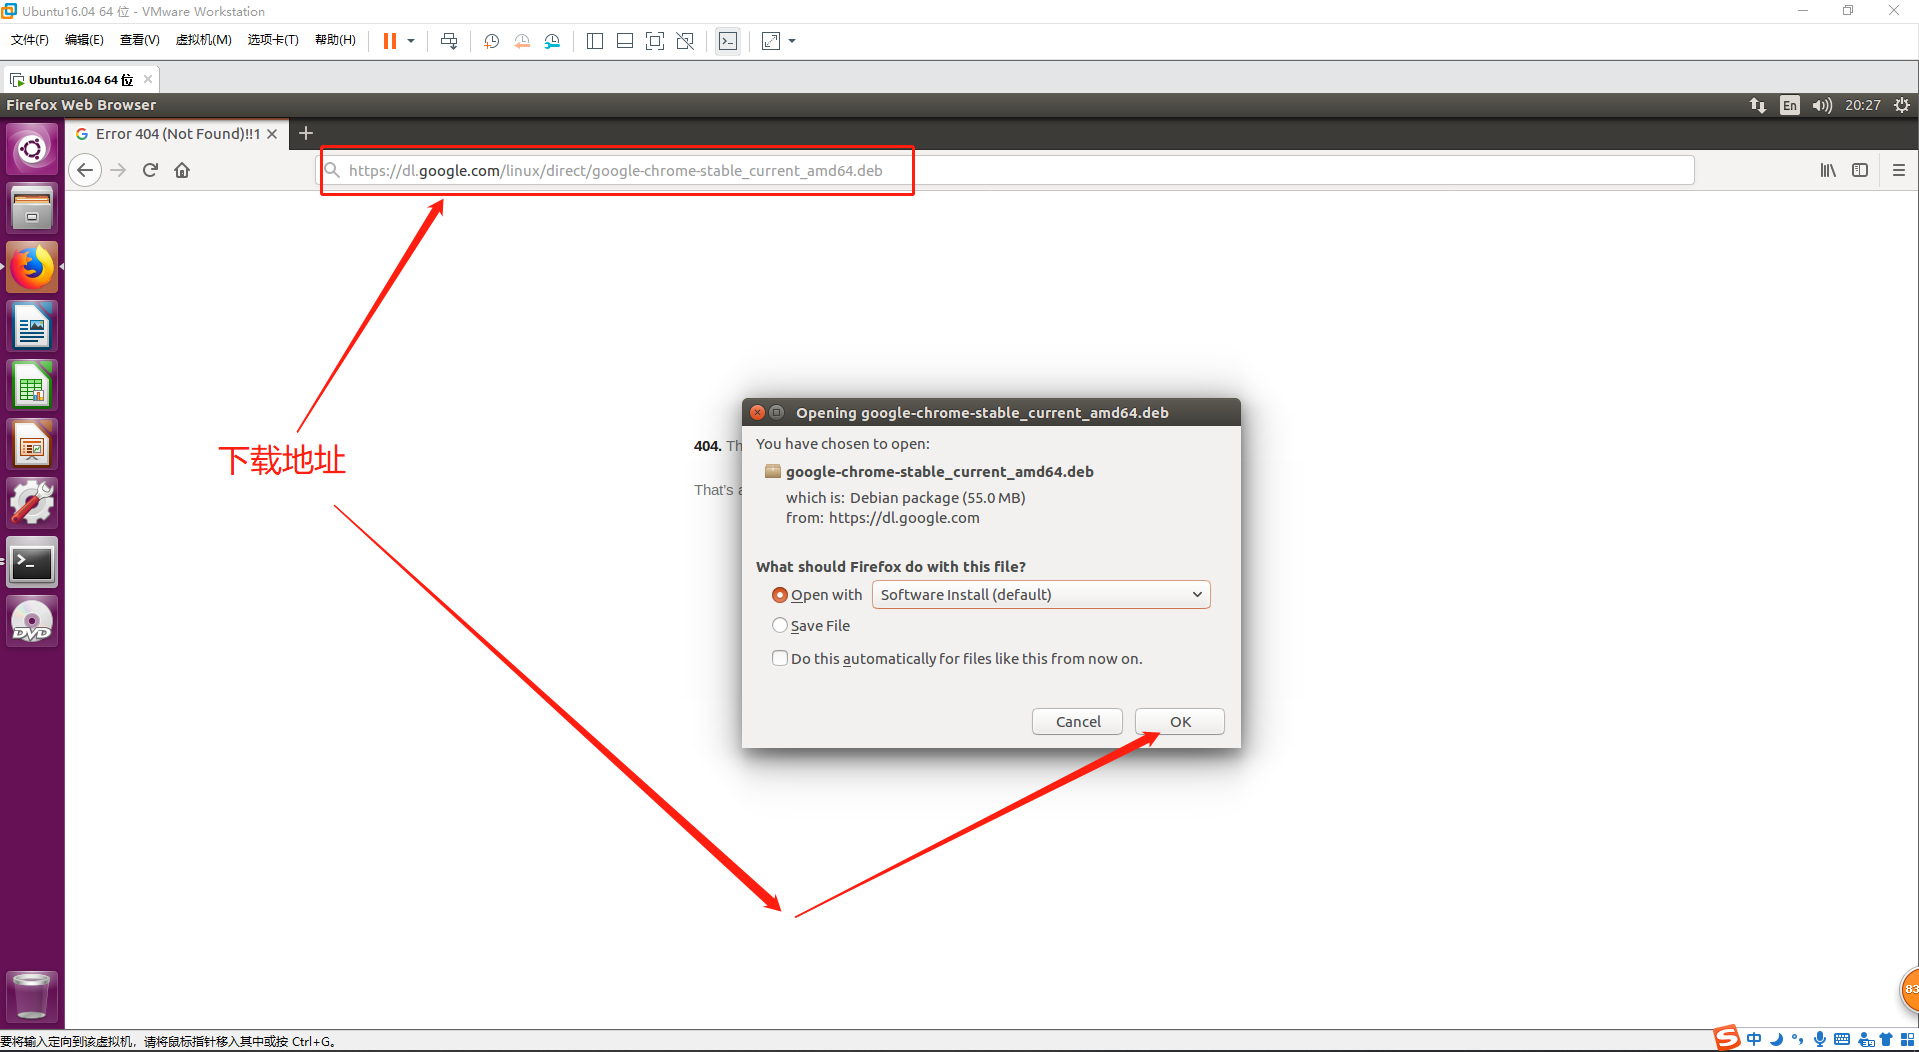 Ubuntu16.04 64 位 - VMware Workstation
文件(F) 编辑(E) 查看(V) 虚拟机(M) 选项卡(T) 帮助(H)
Ubuntu16.04 64 位
Firefox Web Browser
En
20:27
Error 404 (Not Found)!!1
https://dl.google.com/linux/direct/google-chrome-stable_current_amd64.deb
下载地址
404. Th
That's a
Opening google-chrome-stable_current_amd64.deb
You have chosen to open:
google-chrome-stable_current_amd64.deb
which is: Debian package (55.0 MB)
from: https://dl.google.com
What should Firefox do with this file?
Open with Software Install (default)
Save File
Do this automatically for files like this from now on.
Cancel OK
DVD
83
要将输入定向到该虚拟机，请将鼠标指针移入其中或按 Ctrl+G。
S 中